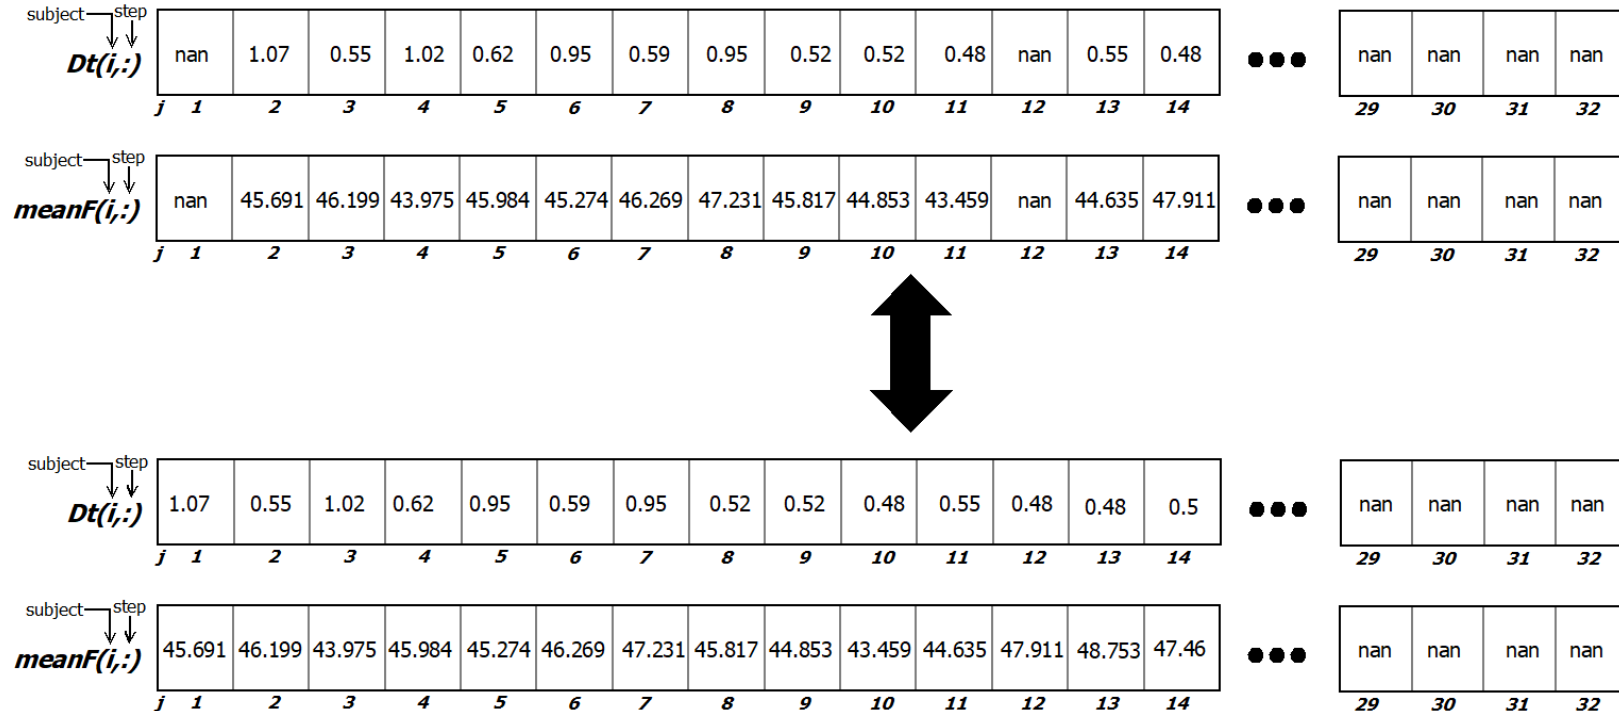 subject step
Dt(i,:) nan 1.07 0.55 1.02 0.62 0.95 0.59 0.95 0.52 0.52 0.48 nan 0.55 0.48 ●●● nan nan nan nan
j 1 2 3 4 5 6 7 8 9 10 11 12 13 14 29 30 31 32
subject step
meanF(i,:) nan 45.691 46.199 43.975 45.984 45.274 46.269 47.231 45.817 44.853 43.459 nan 44.635 47.911 ●●● nan nan nan nan
j 1 2 3 4 5 6 7 8 9 10 11 12 13 14 29 30 31 32
subject step
Dt(i,:) 1.07 0.55 1.02 0.62 0.95 0.59 0.95 0.52 0.52 0.48 0.55 0.48 0.48 0.5 ●●● nan nan nan nan
j 1 2 3 4 5 6 7 8 9 10 11 12 13 14 29 30 31 32
subject step
meanF(i,:) 45.691 46.199 43.975 45.984 45.274 46.269 47.231 45.817 44.853 43.459 44.635 47.911 48.753 47.46 ●●● nan nan nan nan
j 1 2 3 4 5 6 7 8 9 10 11 12 13 14 29 30 31 32